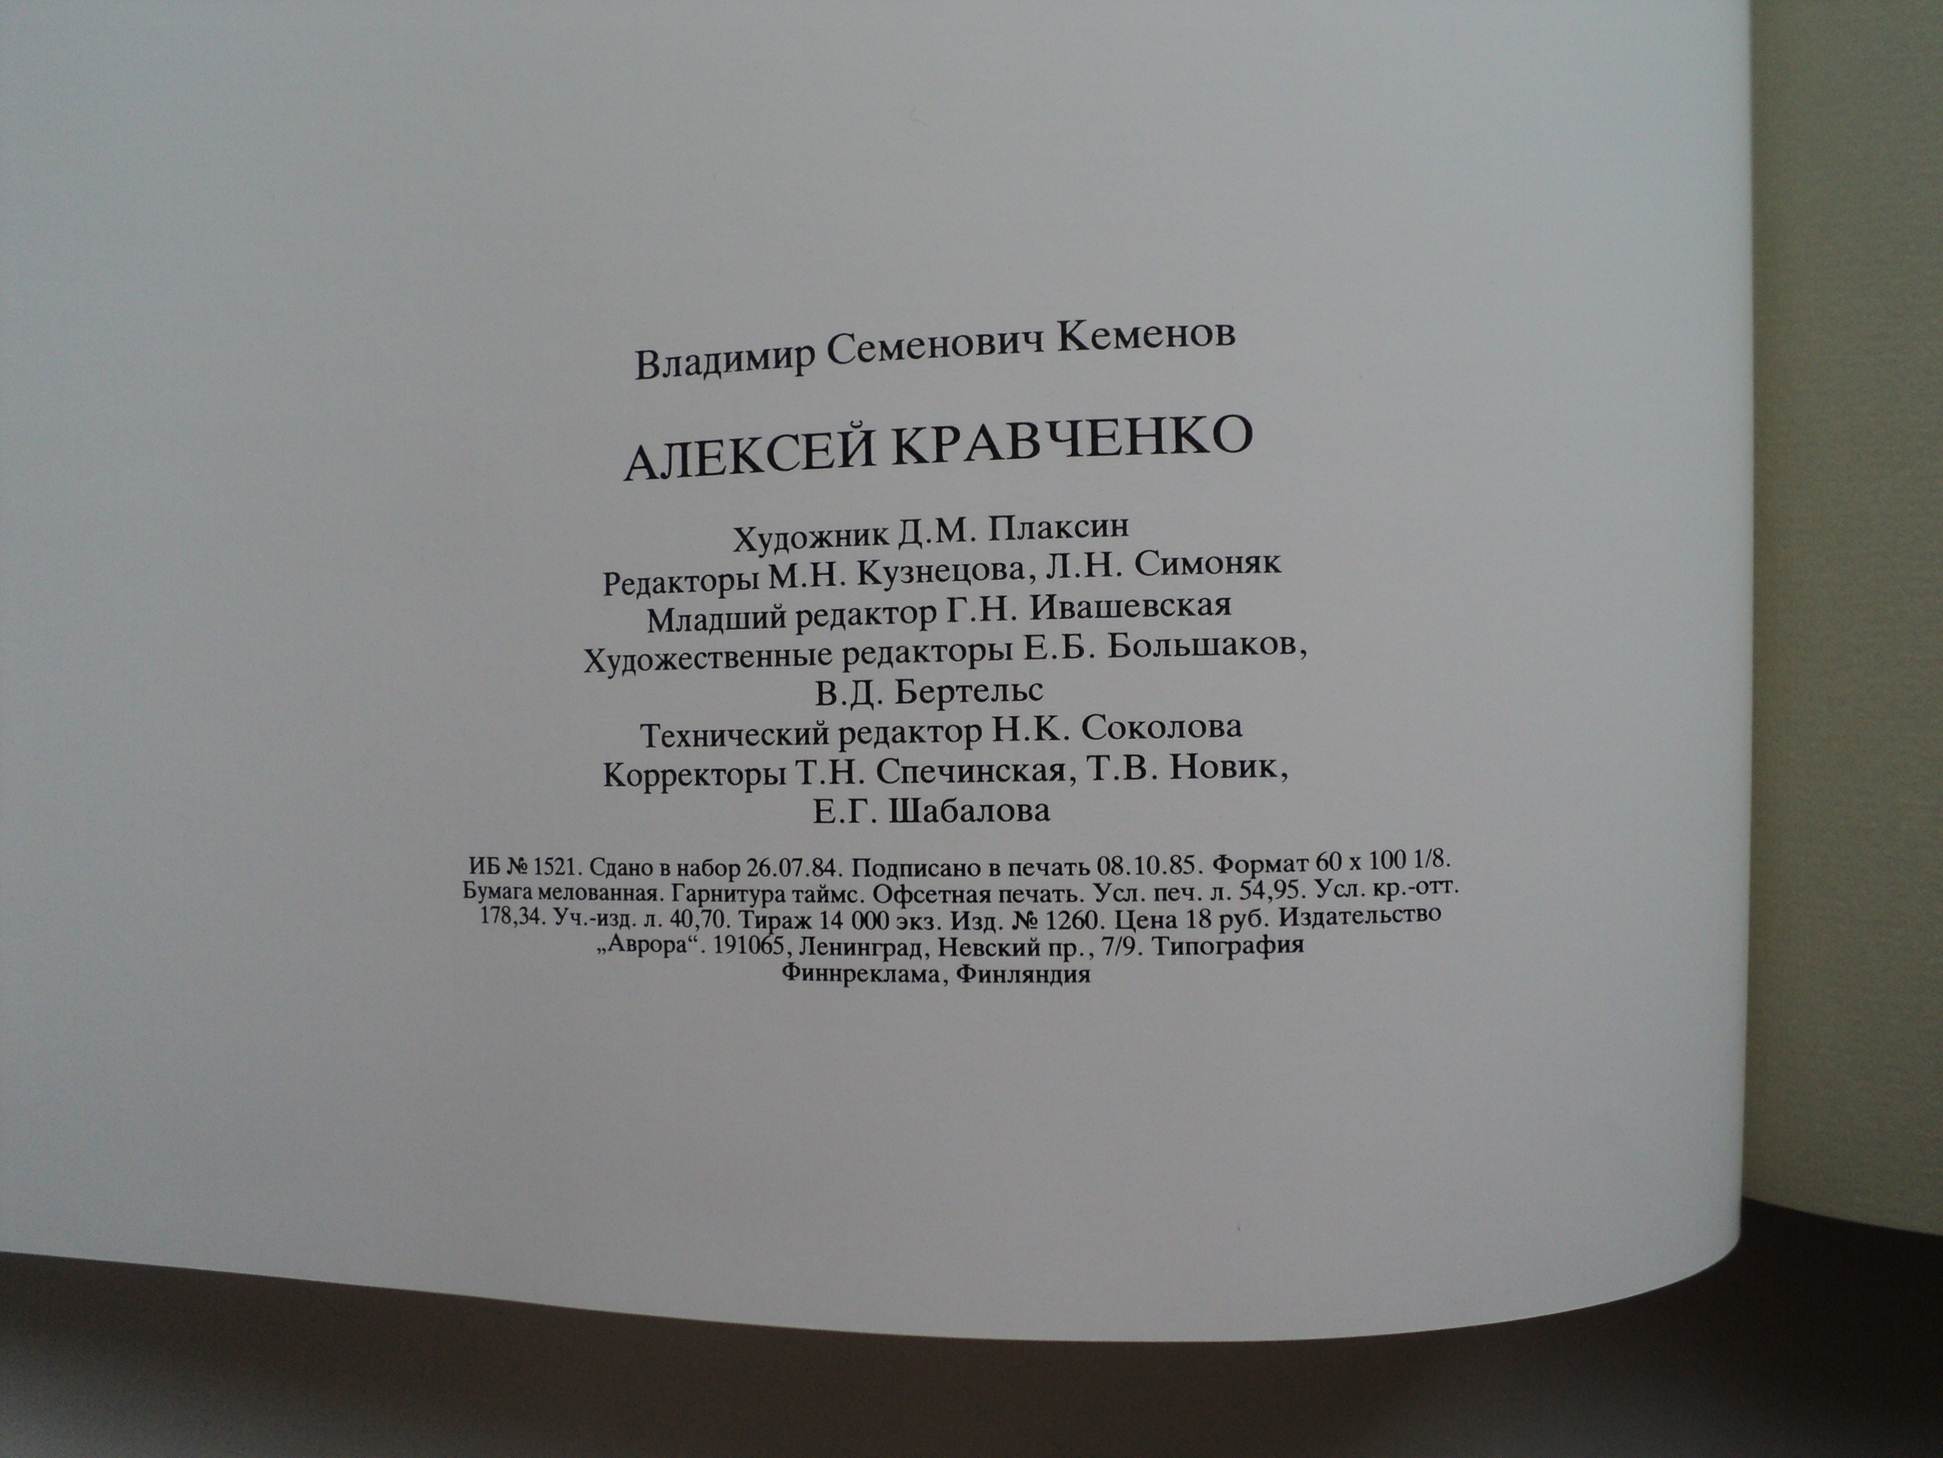 Владимир Семенович Кеменов
АЛЕКСЕЙ КРАВЧЕНКО
Художник Д.М. Плаксин
Редакторы М.Н. Кузнецова, Л.Н. Симоняк
Младший редактор Г.Н. Ивашевская
Художественные редакторы Е.Б. Большаков,
В.Д. Бертельс
Технический редактор Н.К. Соколова
Корректоры Т.Н. Спечинская, Т.В. Новик,
Е.Г. Шабалова
ИБ № 1521. Сдано в набор 26.07.84. Подписано в печать 08.10.85. Формат 60 х 100 1/8.
Бумага мелованная. Гарнитура таймс. Офсетная печать. Усл. печ. л. 54,95. Усл. кр.-отт.
178,34. Уч.-изд. л. 40,70. Тираж 14 000 экз. Изд. № 1260. Цена 18 руб. Издательство
„Аврора“. 191065, Ленинград, Невский пр., 7/9. Типография
Финнреклама, Финляндия